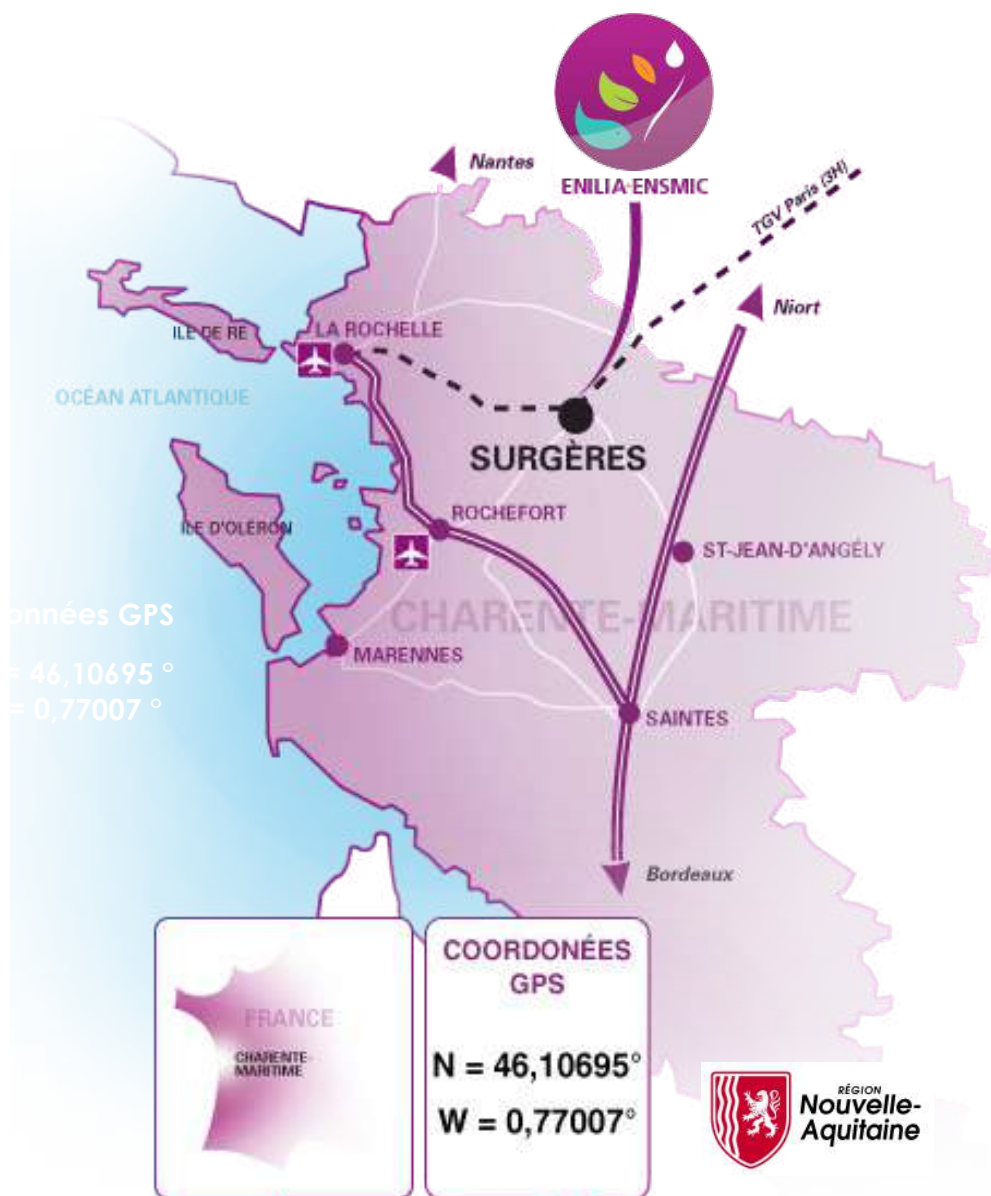 Nantes
ENILIA-ENSMIC
TGV Paris (3H)
Niort
ILE DE RÉ
LA ROCHELLE
OCÉAN ATLANTIQUE
SURGÈRES
ROCHEFORT
ILE D'OLÉRON
ST-JEAN-D'ANGÉLY
CHARENTE-MARITIME
onnées GPS
= 46,10695 °
= 0,77007 °
MARENNES
SAINTES
Bordeaux
COORDONÉES
GPS
N = 46,10695°
W = 0,77007°
FRANCE
CHARENTE-
MARITIME
RÉGION
Nouvelle-
Aquitaine